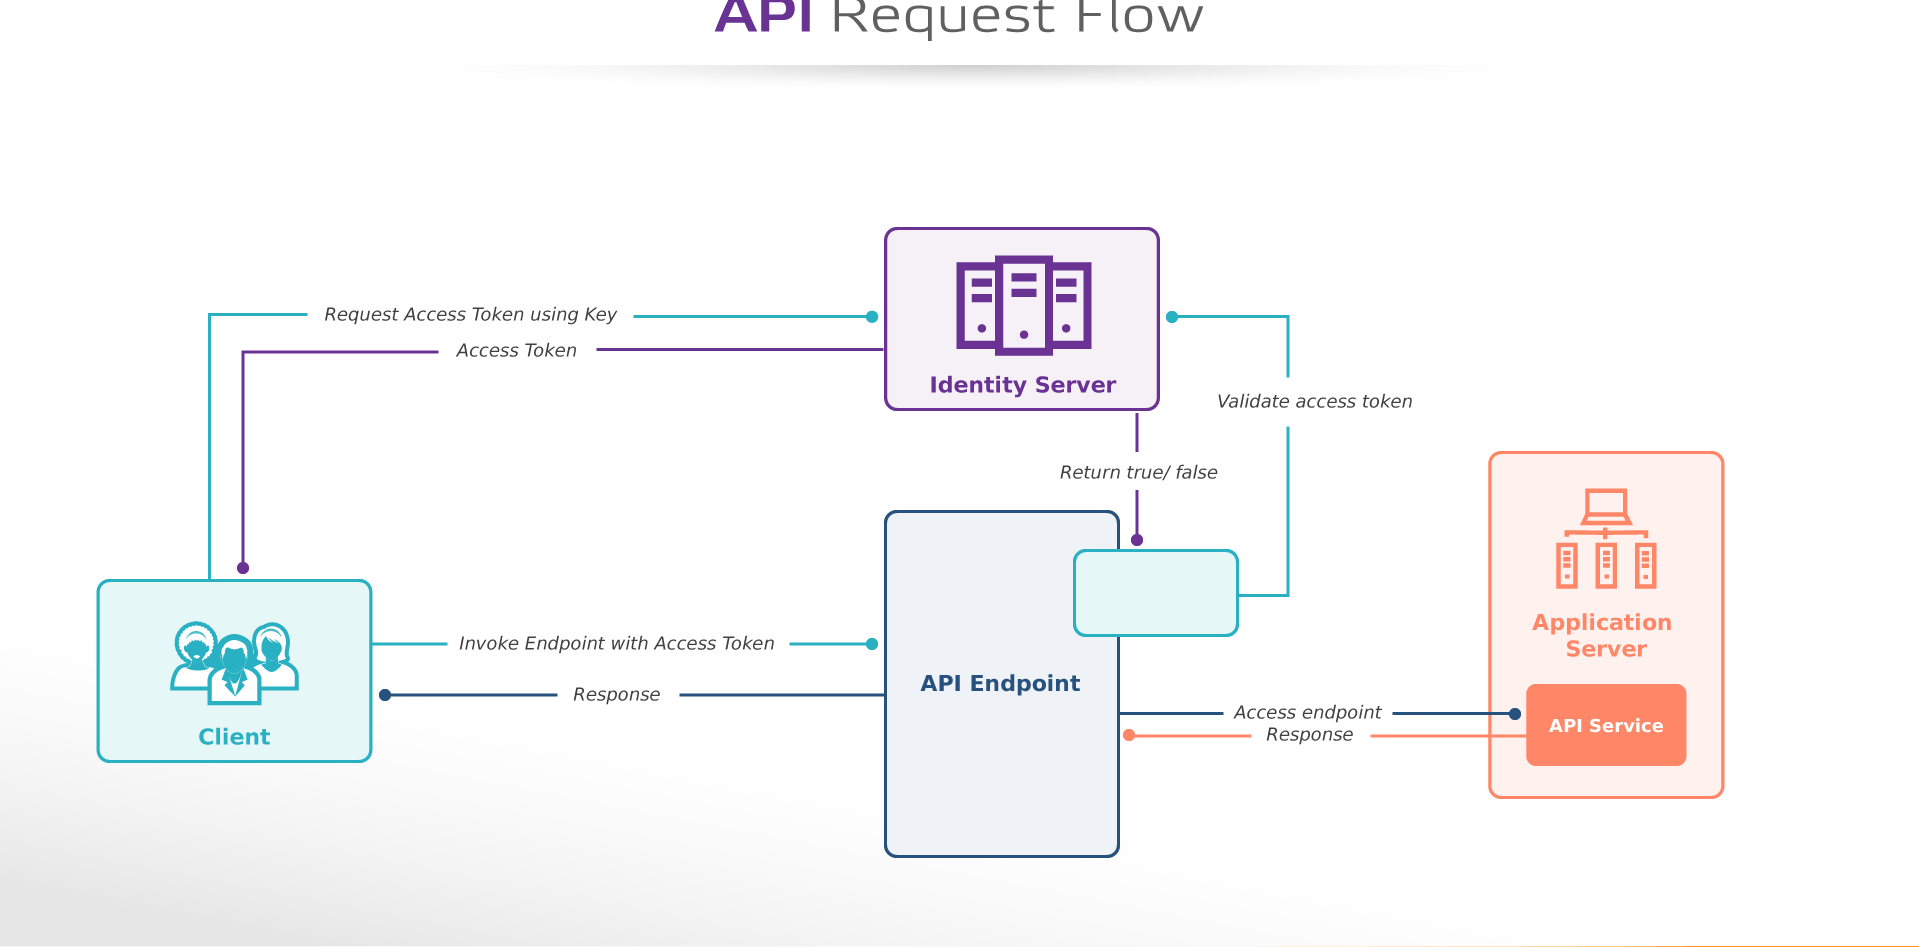 API Request Flow
Request Access Token using Key
Access Token
Identity Server
Validate access token
Return true/ false
Client
Invoke Endpoint with Access Token
Response
API Endpoint
Access endpoint
Response
Application
Server
API Service